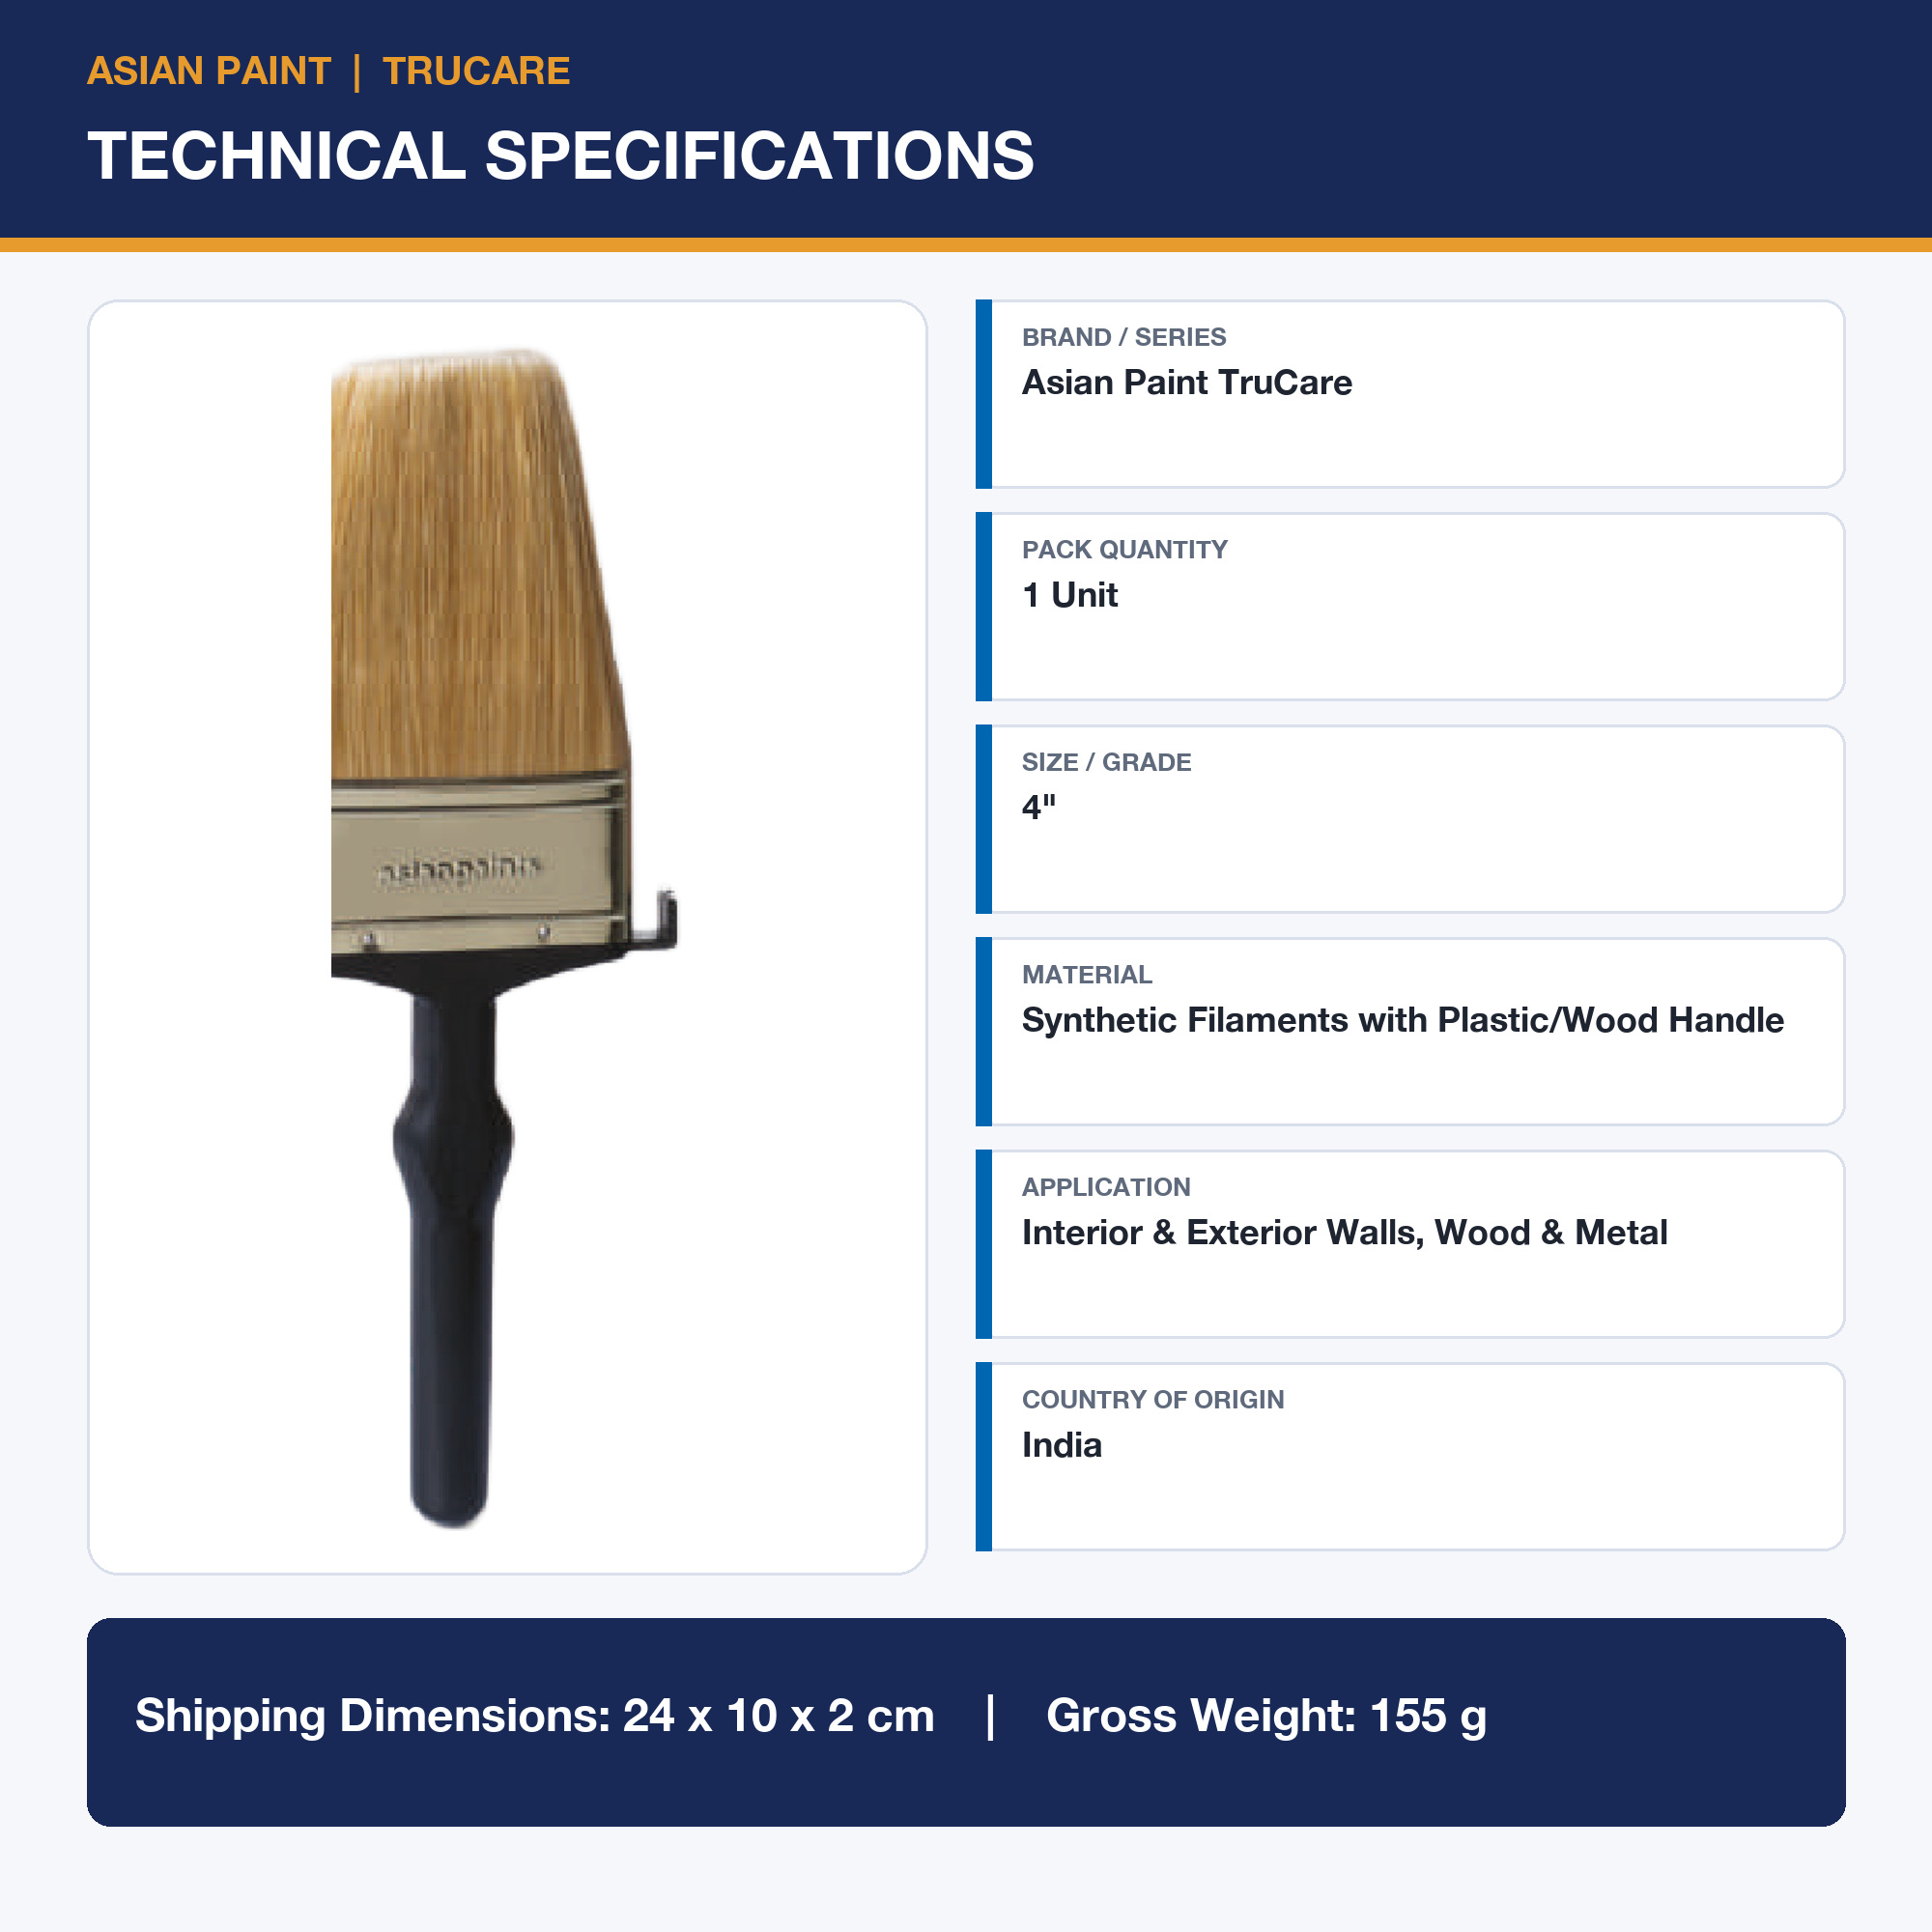 ASIAN PAINT | TRUCARE
TECHNICAL SPECIFICATIONS
asianpaints
BRAND / SERIES
Asian Paint TruCare
PACK QUANTITY
1 Unit
SIZE / GRADE
4"
MATERIAL
Synthetic Filaments with Plastic/Wood Handle
APPLICATION
Interior & Exterior Walls, Wood & Metal
COUNTRY OF ORIGIN
India
Shipping Dimensions: 24 x 10 x 2 cm | Gross Weight: 155 g